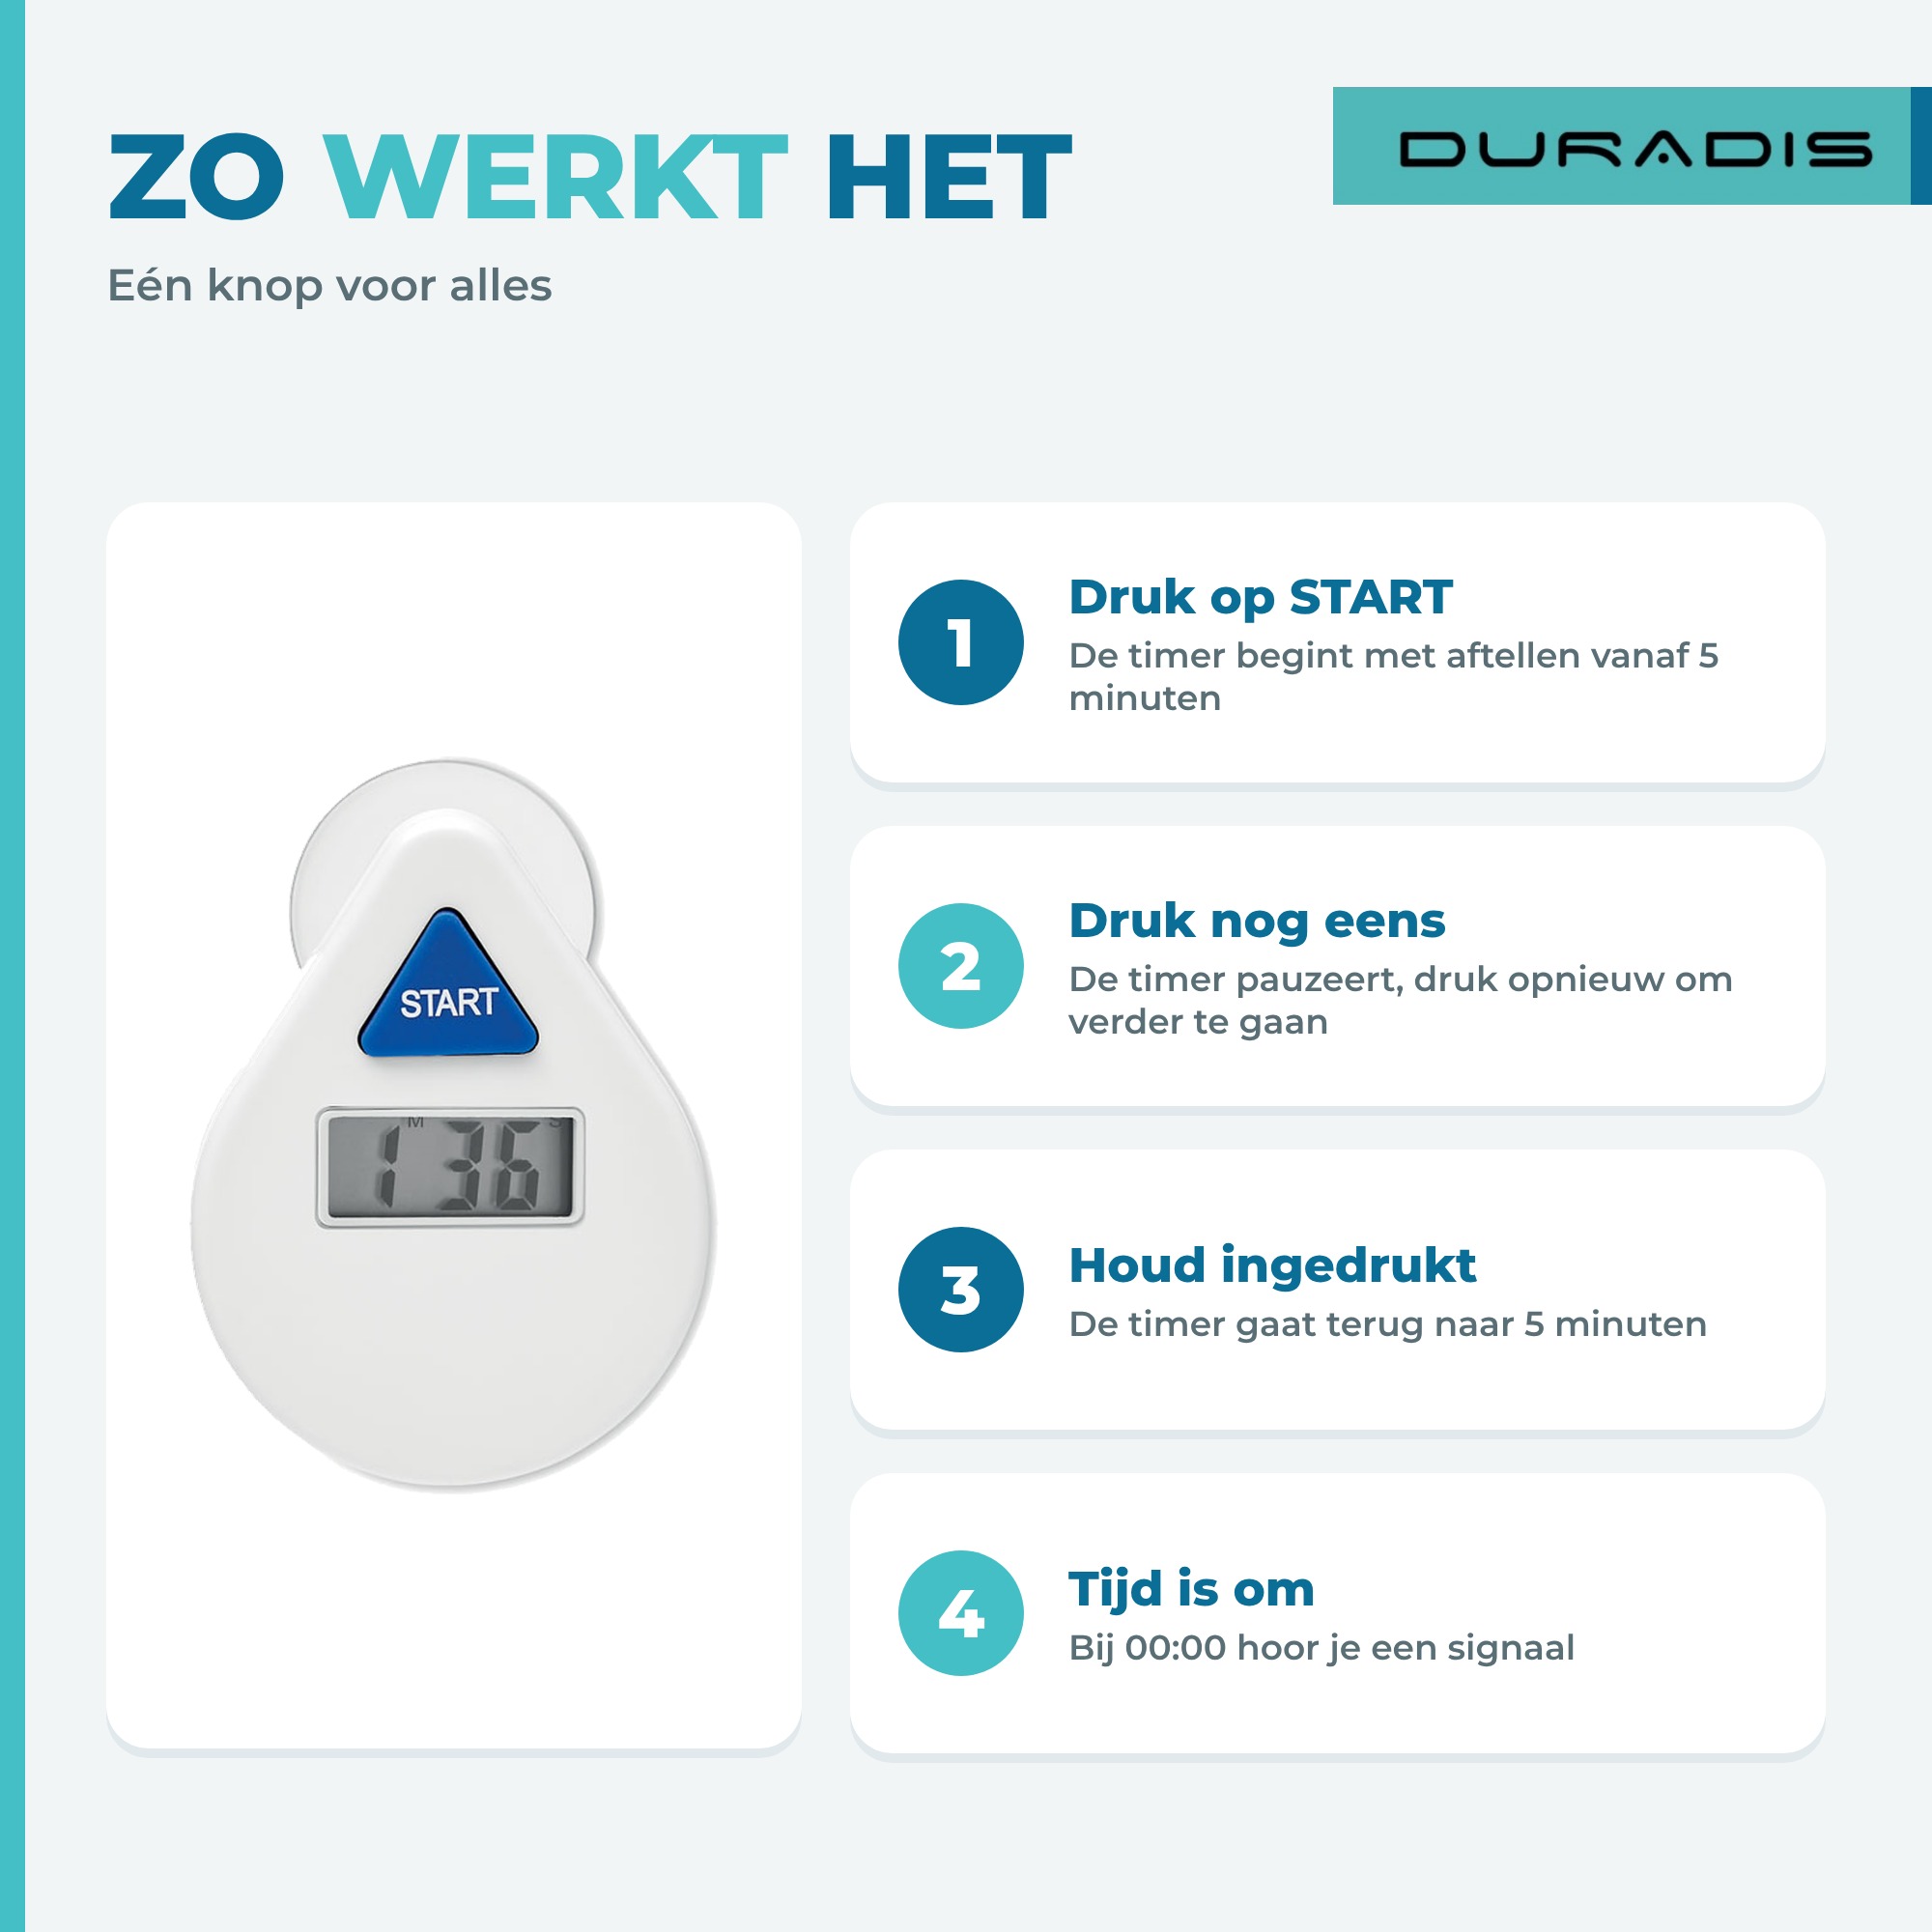 ZO WERKT HET
DURADIS
Eén knop voor alles
START
M S
1 36
1
Druk op START
De timer begint met aftellen vanaf 5
minuten
2
Druk nog eens
De timer pauzeert, druk opnieuw om
verder te gaan
3
Houd ingedrukt
De timer gaat terug naar 5 minuten
4
Tijd is om
Bij 00:00 hoor je een signaal